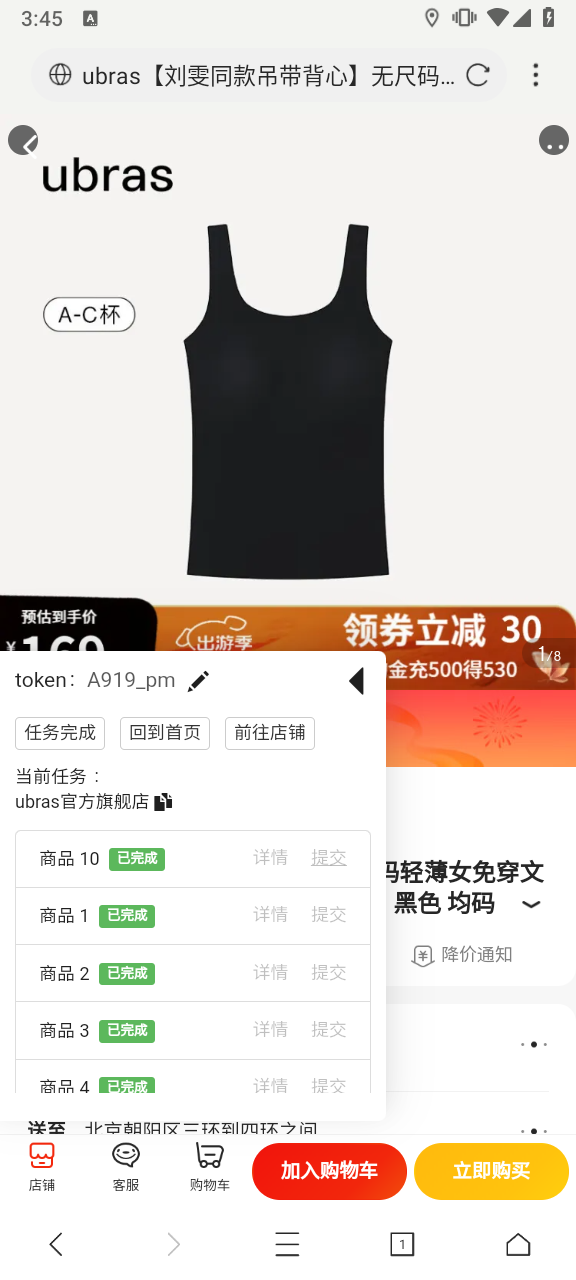 3:45
A
ubras【刘雯同款吊带背心】无尺码...
ubras
A-C杯
预估到手价
¥169
出游季
领券立减 30
金充500得530
1/8
token: A919_pm
任务完成 回到首页 前往店铺
当前任务：
ubras官方旗舰店
商品 10 已完成 详情 提交
商品 1 已完成 详情 提交
商品 2 已完成 详情 提交
商品 3 已完成 详情 提交
商品 4 已完成 详情 提交
码轻薄女免穿文
黑色 均码
降价通知
送至 北京朝阳区三环到四环之间
店铺 客服 购物车 加入购物车 立即购买
1